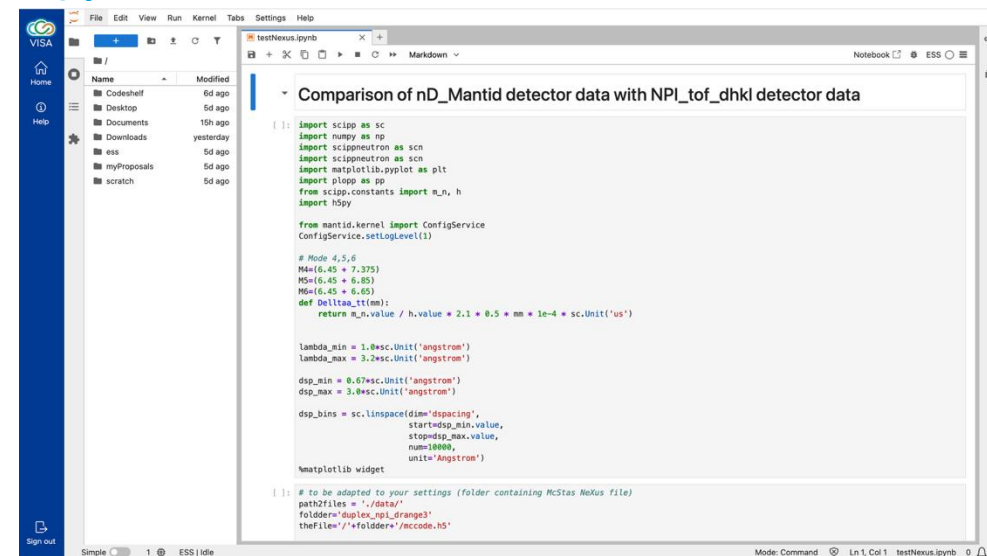 File Edit View Run Kernel Tabs Settings Help
VISA
Home
Help
Sign out
/
Name Modified
Codeshelf 6d ago
Desktop 5d ago
Documents 15h ago
Downloads yesterday
ess 5d ago
myProposals 5d ago
scratch 5d ago
testNexus.ipynb
Markdown
Notebook
ESS
Comparison of nD_Mantid detector data with NPI_tof_dhkl detector data
[ ]: import scipp as sc
import numpy as np
import scippneutron as scn
import scippneutron as scn
import matplotlib.pyplot as plt
import plopp as pp
from scipp.constants import m_n, h
import h5py
from mantid.kernel import ConfigService
ConfigService.setLogLevel(1)
# Mode 4,5,6
M4=(6.45 + 7.375)
M5=(6.45 + 6.85)
M6=(6.45 + 6.65)
def Delltaa_tt(mm):
return m_n.value / h.value * 2.1 * 0.5 * mm * 1e-4 * sc.Unit('us')
lambda_min = 1.0*sc.Unit('angstrom')
lambda_max = 3.2*sc.Unit('angstrom')
dsp_min = 0.67*sc.Unit('angstrom')
dsp_max = 3.0*sc.Unit('angstrom')
dsp_bins = sc.linspace(dim='dspacing',
start=dsp_min.value,
stop=dsp_max.value,
num=10000,
unit='Angstrom')
%matplotlib widget
[ ]: # to be adapted to your settings (folder containing McStas NeXus file)
path2files = './data/'
foldder='duplex_npi_drange3'
theFile='/'+foldder+'/mccode.h5'
Simple 1 ESS | Idle
Mode: Command Ln 1, Col 1 testNexus.ipynb 0